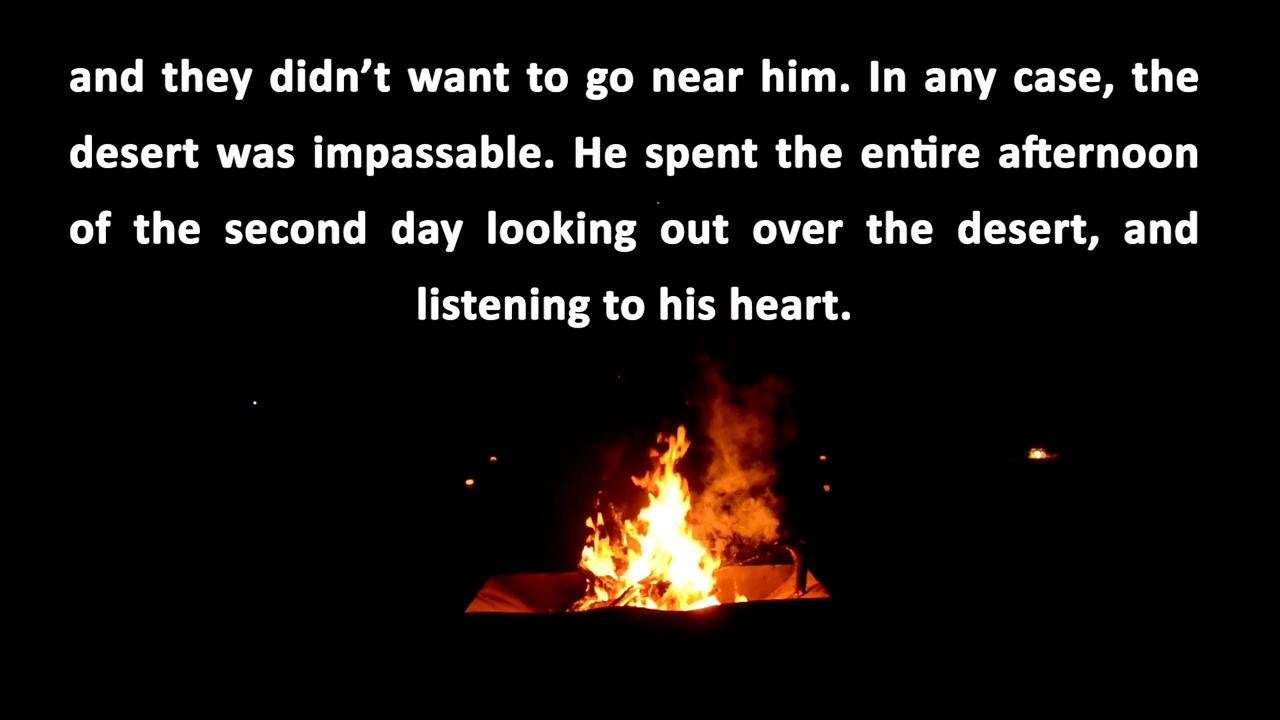 and they didn’t want to go near him. In any case, the
desert was impassable. He spent the entire afternoon
of the second day looking out over the desert, and
listening to his heart.